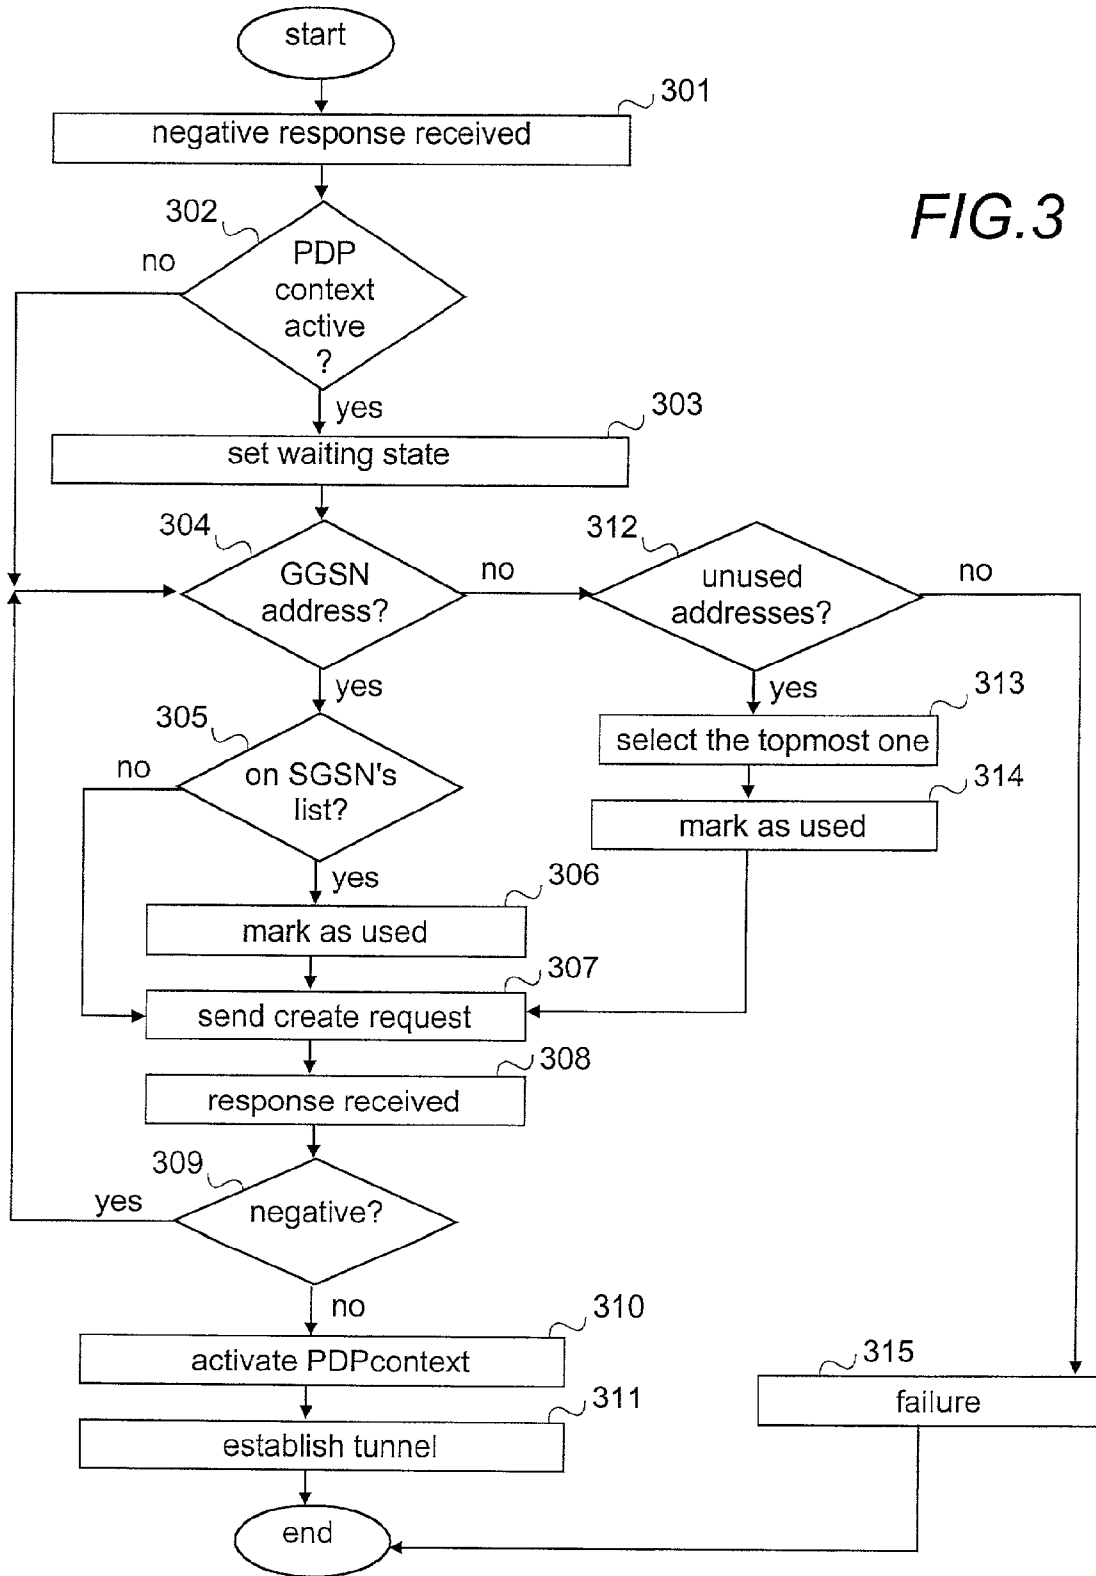 start
301
negative response received
FIG.3
302
no
PDP
context
active
?
yes
303
set waiting state
304
GGSN
address?
no
312
unused
addresses?
no
yes
yes
313
select the topmost one
305
no
on SGSN's
list?
314
mark as used
yes
306
mark as used
307
send create request
308
response received
309
yes
negative?
no
310
activate PDPcontext
315
failure
311
establish tunnel
end